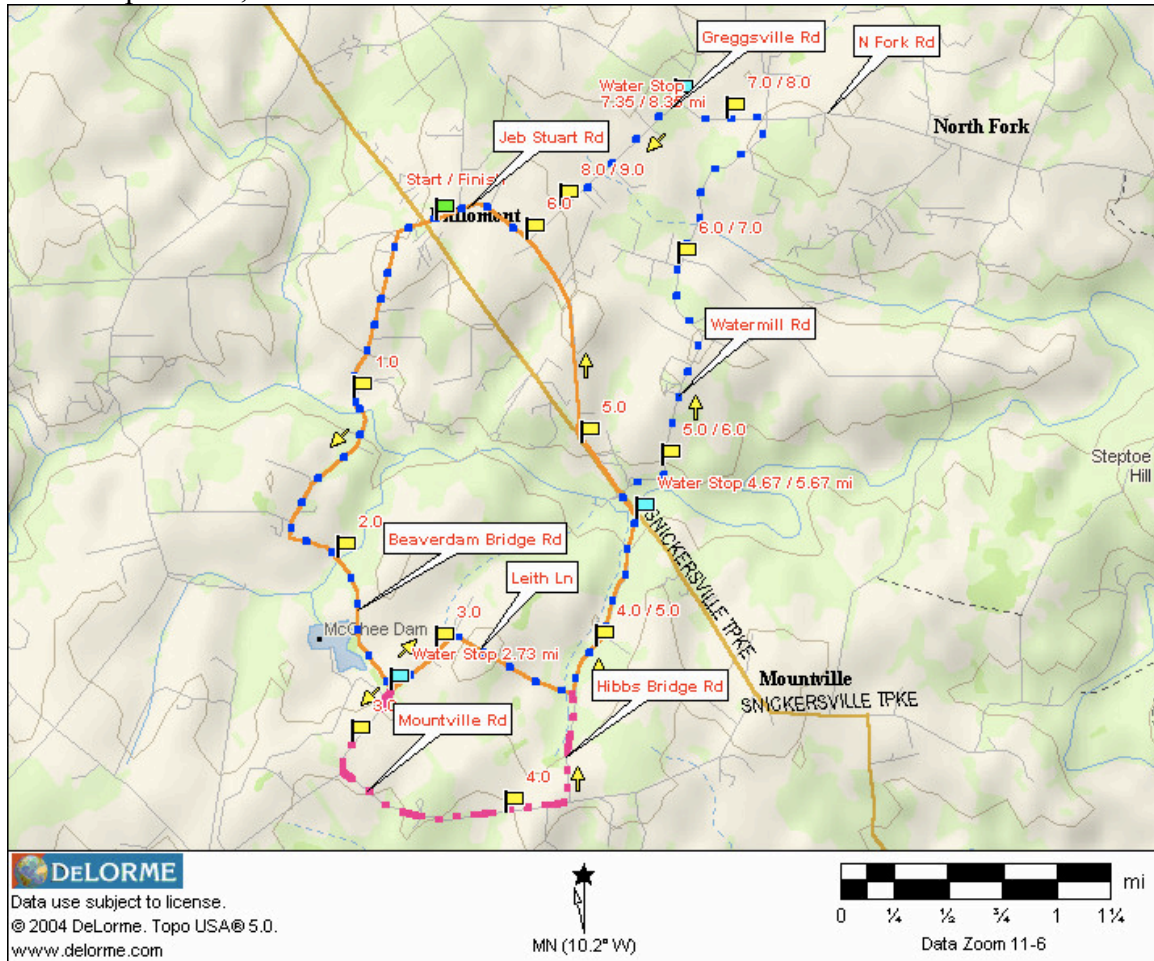 Greggsville Rd
N Fork Rd
Water Stop
7.35 / 8.35 mi
7.0 / 8.0
North Fork
Jeb Stuart Rd
8.0 / 9.0
Start / Finish
6.0
6.0 / 7.0
Watermill Rd
1.0
5.0
5.0 / 6.0
Steptoe
Hill
Water Stop 4.67 / 5.67 mi
2.0
Beaverdam Bridge Rd
SNICKERSVILLE TPKE
Leith Ln
3.0
4.0 / 5.0
McGhee Dam
Water Stop 2.73 mi
Mountville
Hibbs Bridge Rd
SNICKERSVILLE TPKE
3.0
Mountville Rd
4.0
DELORME
Data use subject to license.
© 2004 DeLorme. Topo USA® 5.0.
www.delorme.com
MN (10.2° W)
mi
0 ¼ ½ ¾ 1 1¼
Data Zoom 11-6